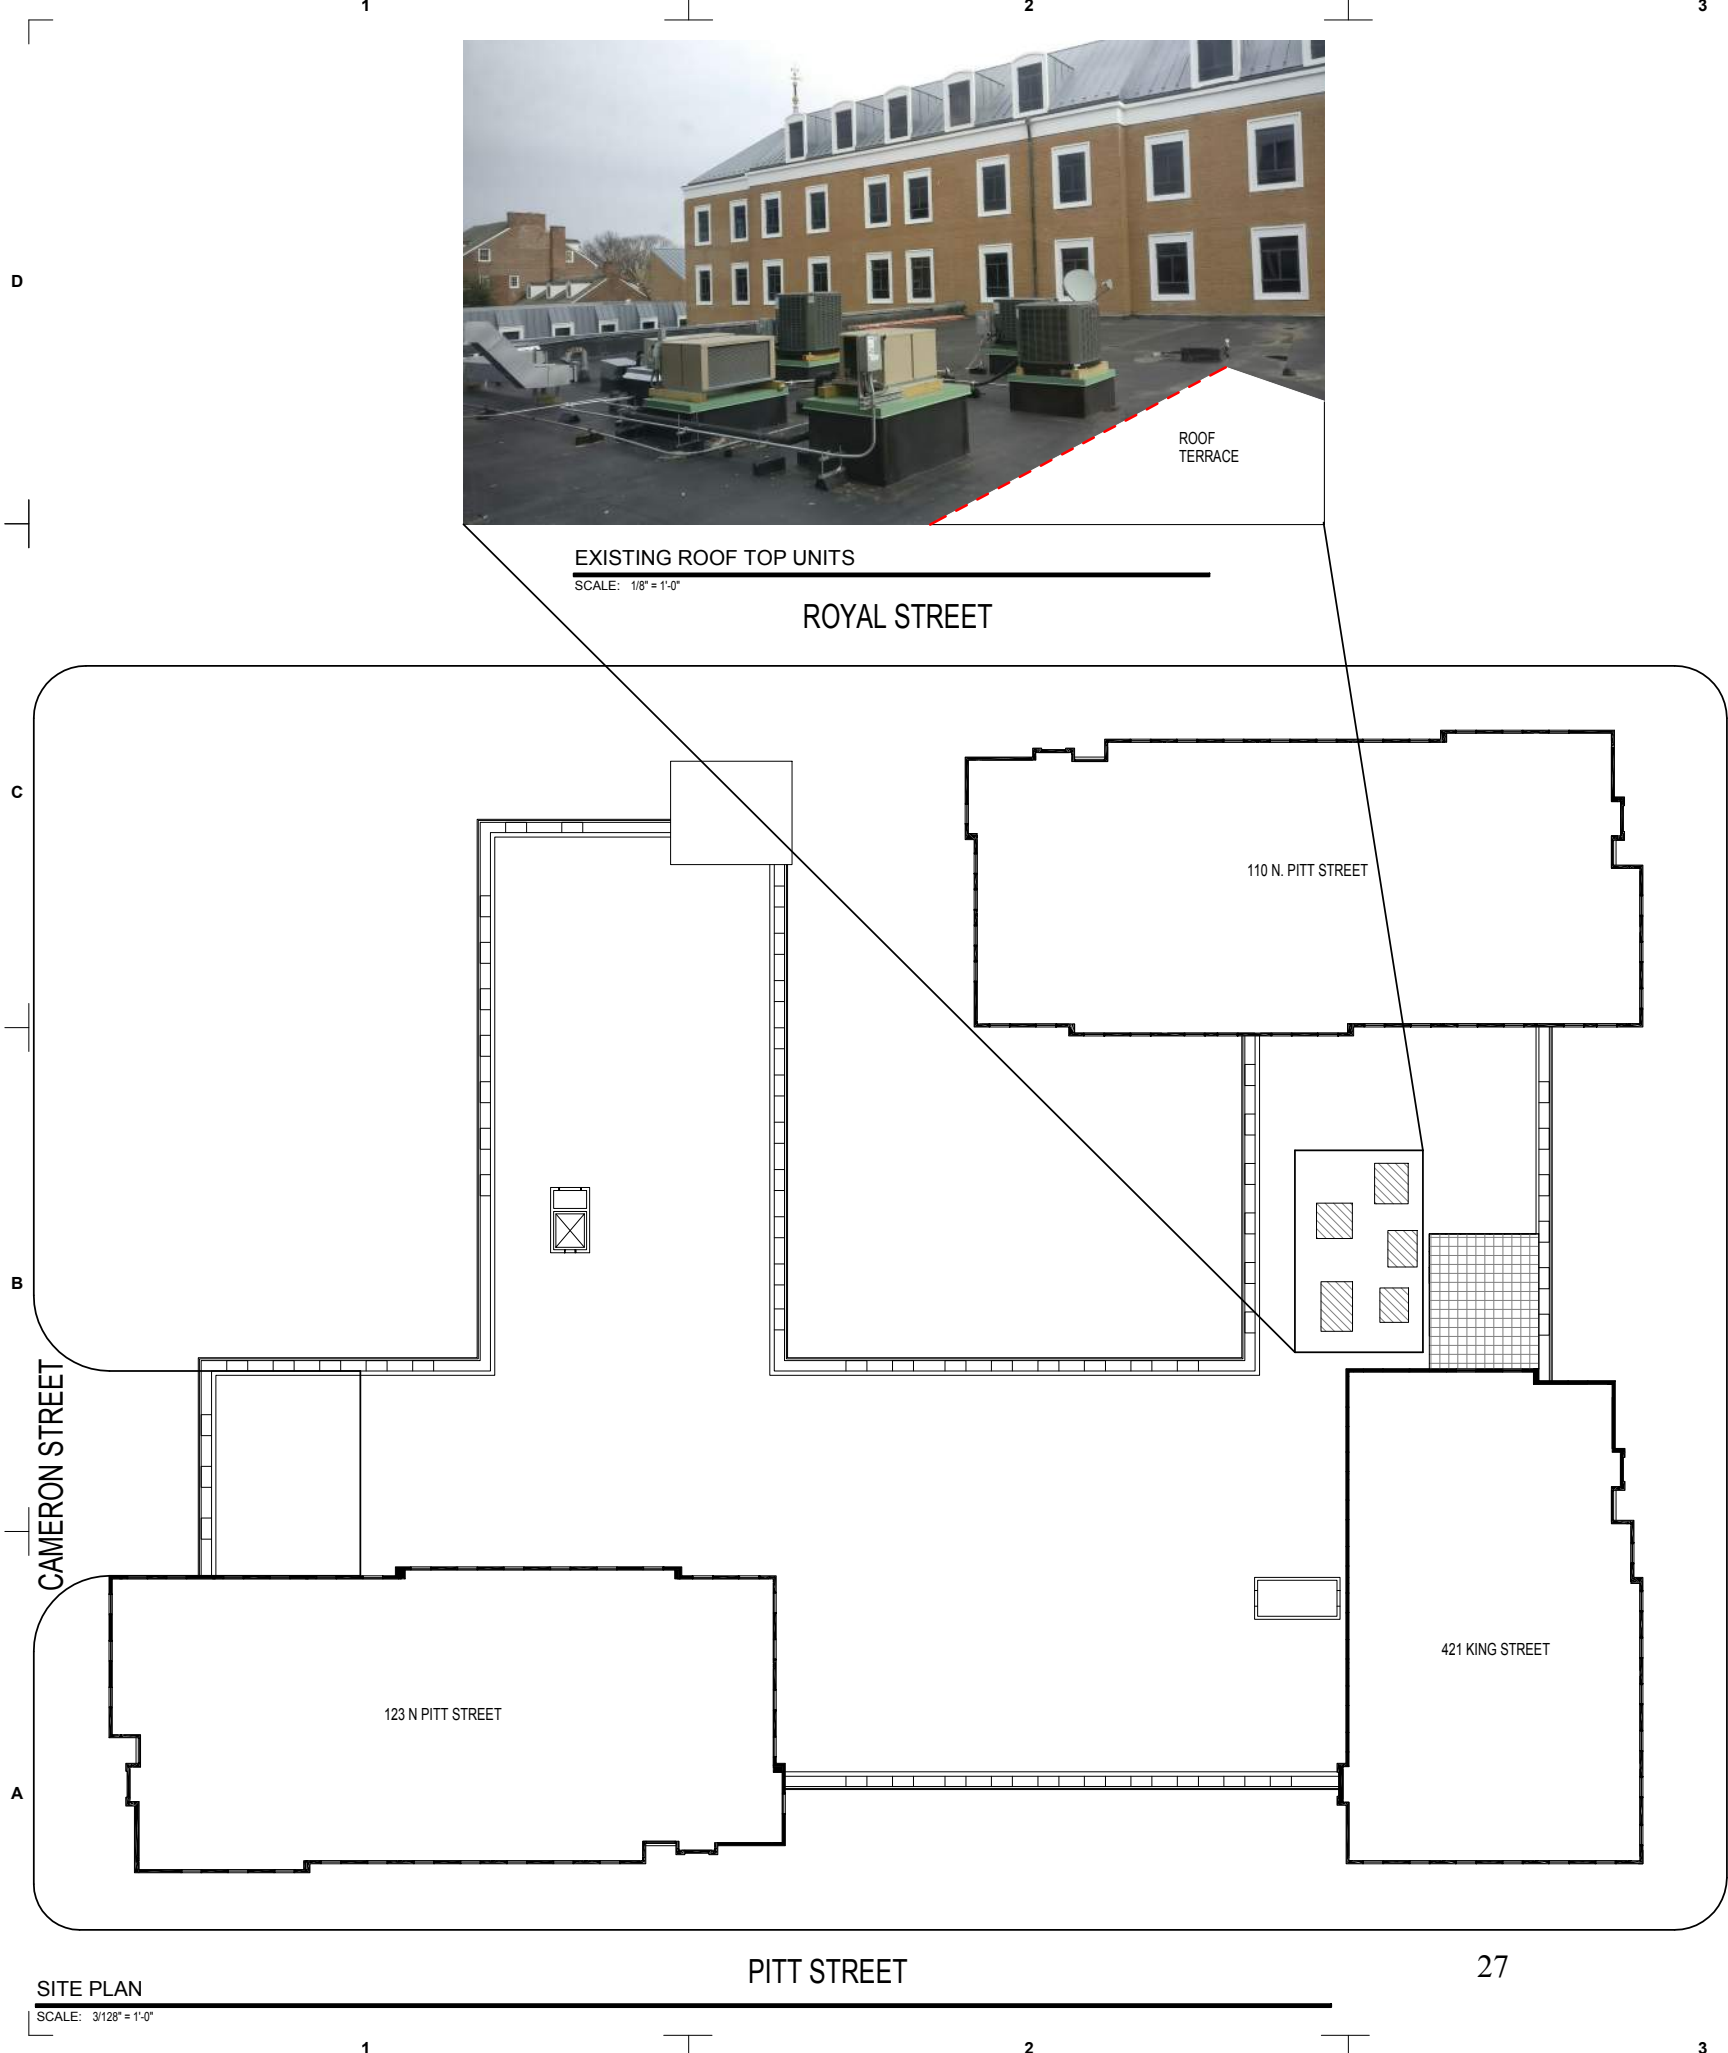 1 2 3
D
ROOF
TERRACE
EXISTING ROOF TOP UNITS
SCALE: 1/8" = 1'-0"
ROYAL STREET
C
110 N. PITT STREET
B
CAMERON STREET
421 KING STREET
123 N PITT STREET
A
PITT STREET
27
SITE PLAN
SCALE: 3/128" = 1'-0"
1 2 3